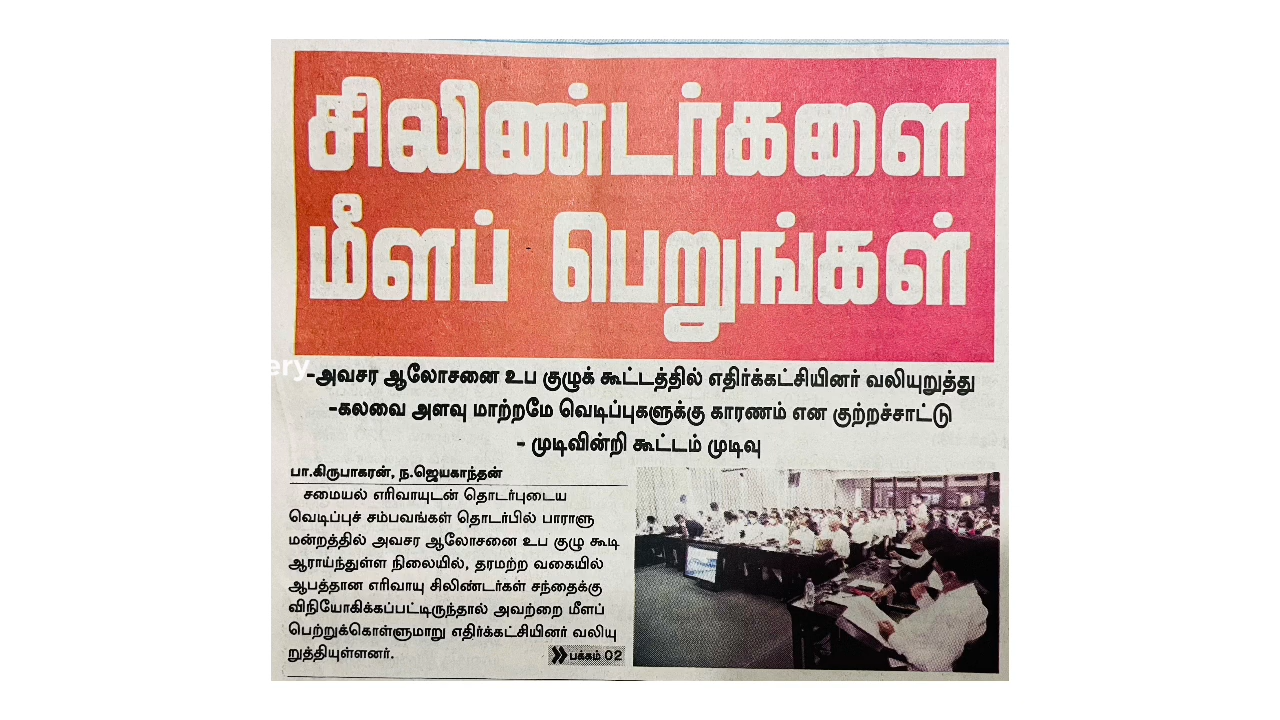 சிலிண்டர்களை
மீளப் பெறுங்கள்
-அவசர ஆலோசனை உப குழுக் கூட்டத்தில் எதிர்க்கட்சியினர் வலியுறுத்து
-கலவை அளவு மாற்றமே வெடிப்புகளுக்கு காரணம் என குற்றச்சாட்டு
- முடிவின்றி கூட்டம் முடிவு
பா.கிருபாகரன், ந.ஜெயகாந்தன்
சமையல் எரிவாயுடன் தொடர்புடைய
வெடிப்புச் சம்பவங்கள் தொடர்பில் பாராளு
மன்றத்தில் அவசர ஆலோசனை உப குழு கூடி
ஆராய்ந்துள்ள நிலையில், தரமற்ற வகையில்
ஆபத்தான எரிவாயு சிலிண்டர்கள் சந்தைக்கு
விநியோகிக்கப்பட்டிருந்தால் அவற்றை மீளப்
பெற்றுக்கொள்ளுமாறு எதிர்க்கட்சியினர் வலியு
றுத்தியுள்ளனர்.
பக்கம் 02